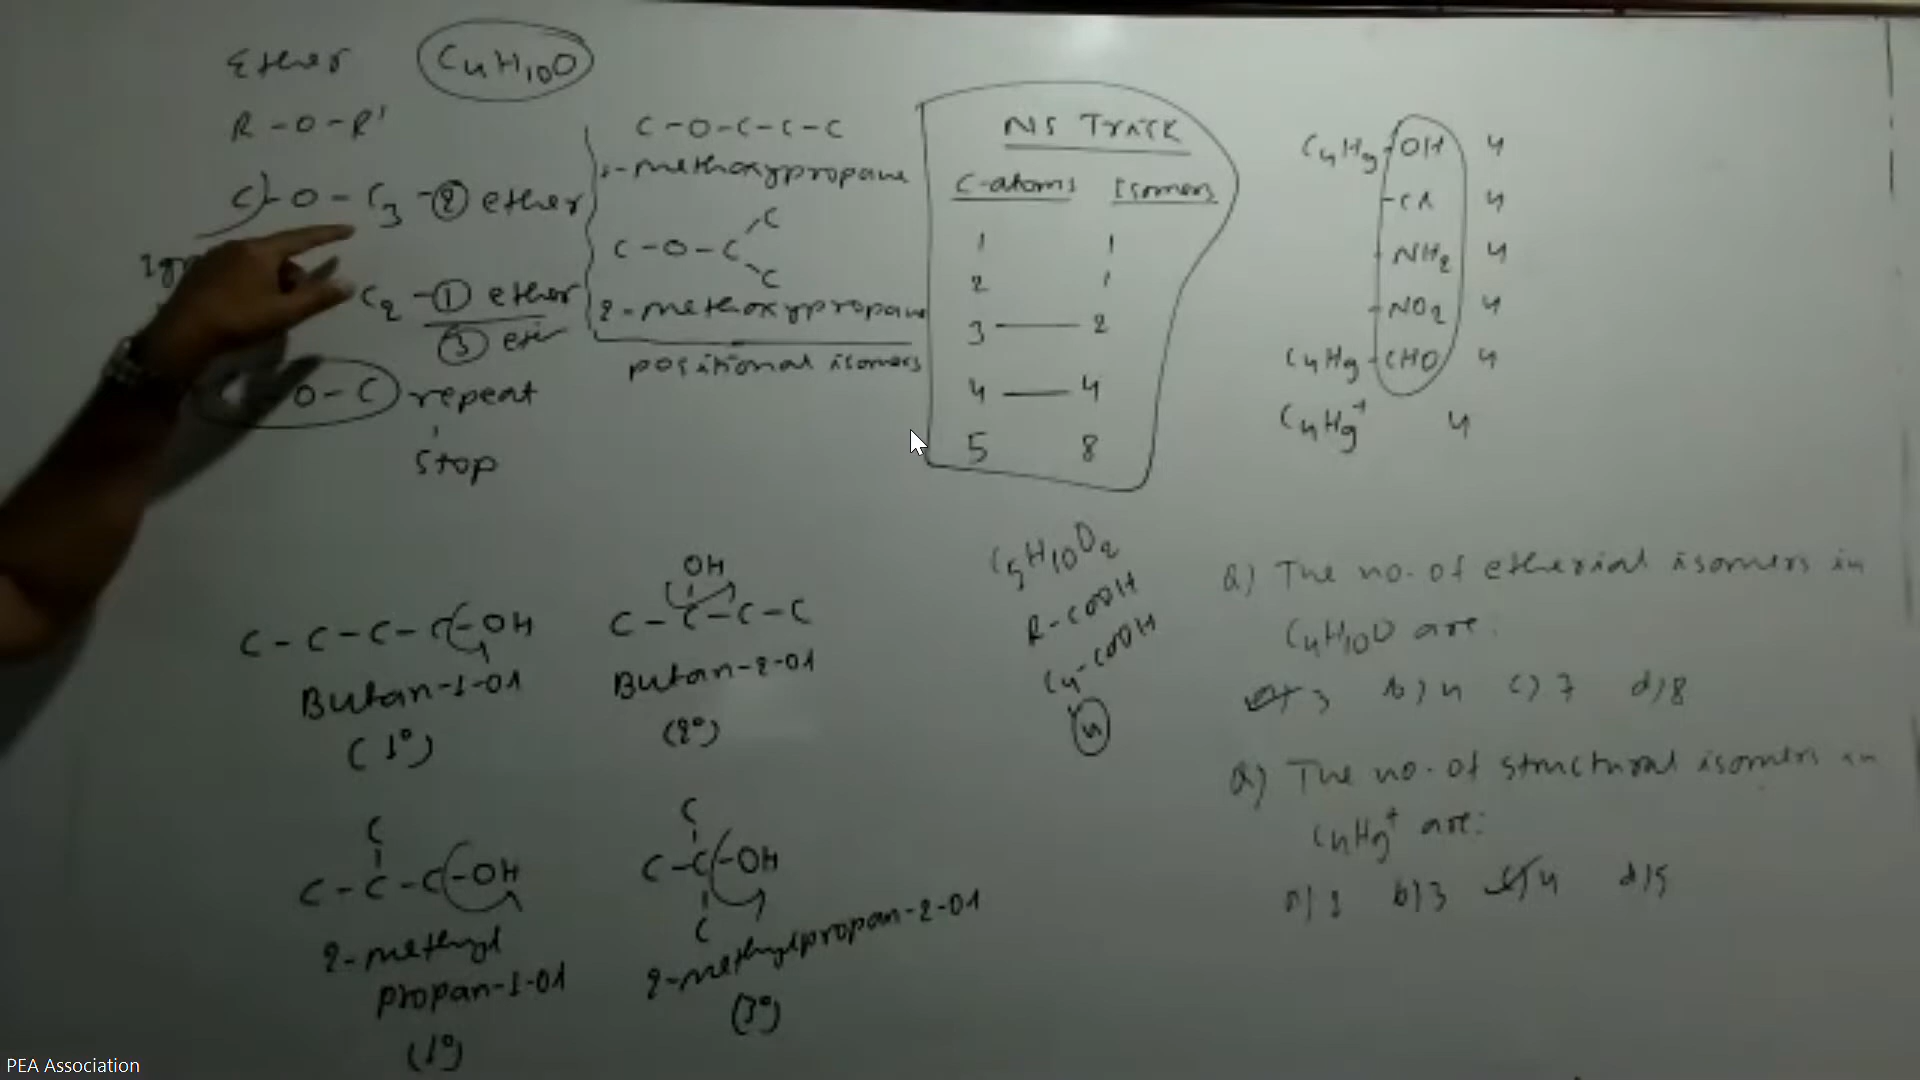 Ether C4H10O
R-O-R'
C)-O-C3-② ether
C2-① ether
③
O-C) repeat
stop
C-O-C-C-C
1-methoxypropane
C
C-O-C
C
2-methoxypropane
positional isomers
NS Trick
C-atoms Isomers
1 1
2 1
3 — 2
4 — 4
5 8
C4H9-OH 4
-Cl 4
-NH2 4
-NO2 4
C4H9-CHO 4
C4H9+ 4
C-C-C-C-OH
Butan-1-ol
(1°)
OH
C-C-C-C
Butan-2-ol
(2°)
C
C-C-C-OH
2-methyl
propan-1-ol
(1°)
C
C-C-OH
C
2-methylpropan-2-ol
(3°)
C5H10O2
R-COOH
C4-COOH
4
Q) The no. of etherial isomers in
C4H10O are:
a) 3 b) 4 c) 7 d) 8
Q) The no. of structural isomers in
C4H9+ are:
b) 3 c) 4 d) 5
PEA Association